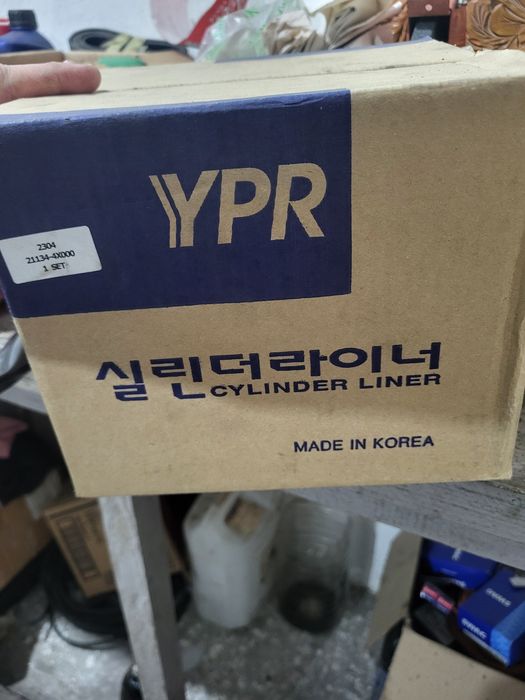 YPR
2304
21134-4X000
1 SET
실린더라이너
CYLINDER LINER
MADE IN KOREA